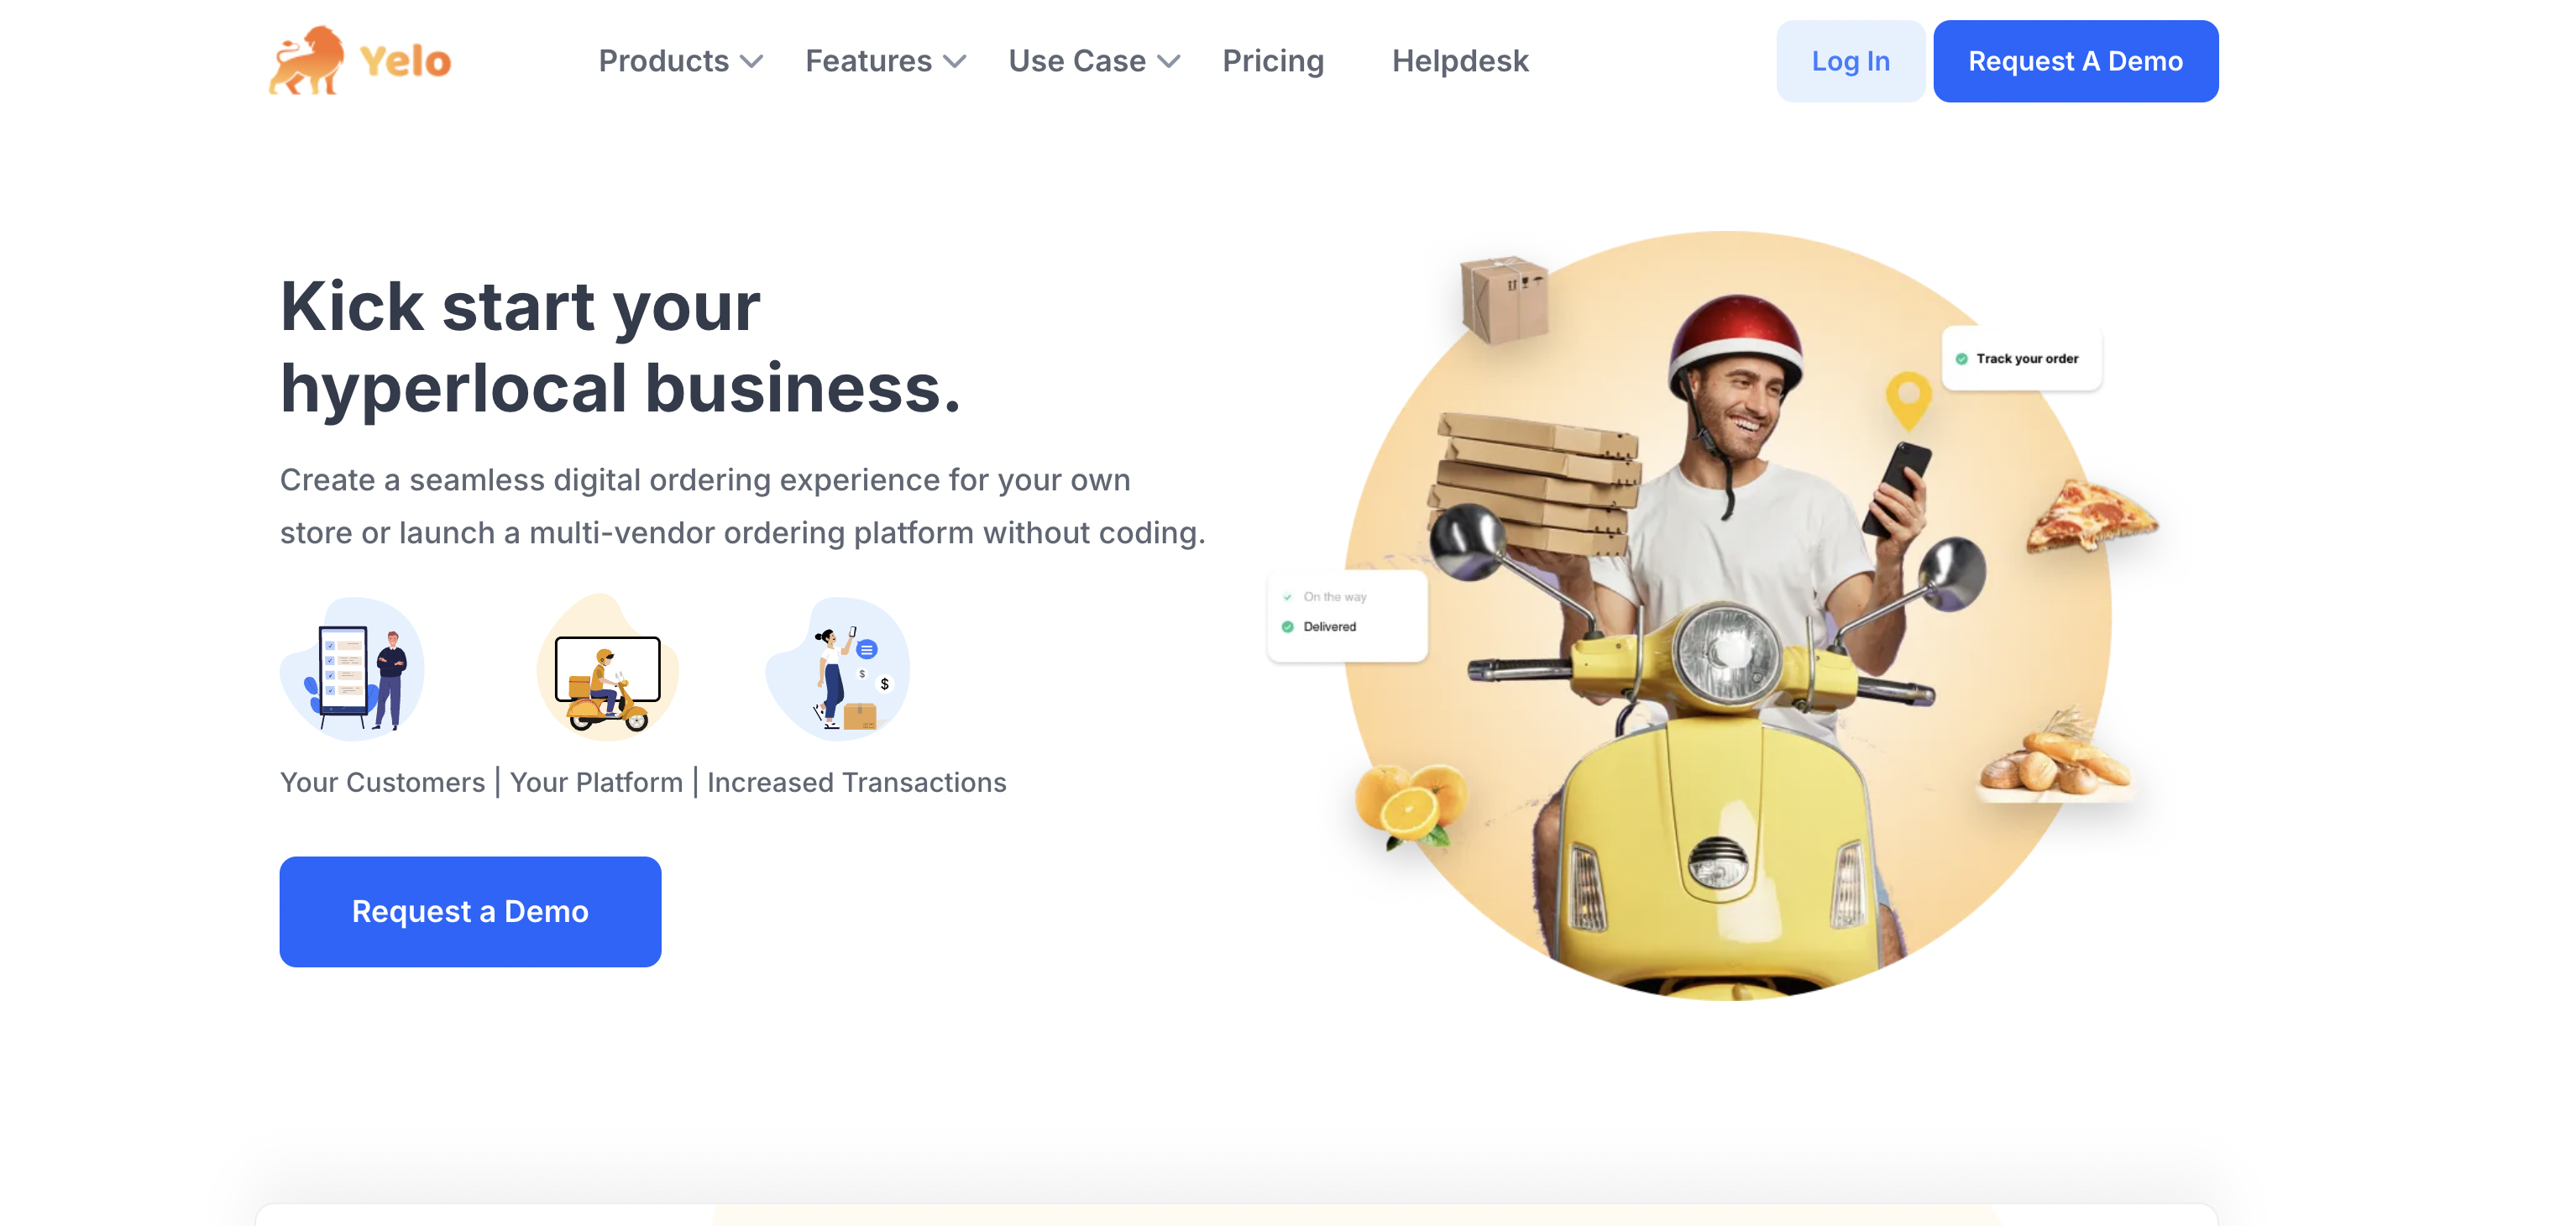 Yelo
Products
Features
Use Case
Pricing
Helpdesk
Log In
Request A Demo
Kick start your
hyperlocal business.
Create a seamless digital ordering experience for your own
store or launch a multi-vendor ordering platform without coding.
$
$
Your Customers | Your Platform | Increased Transactions
Request a Demo
Track your order
On the way
Delivered